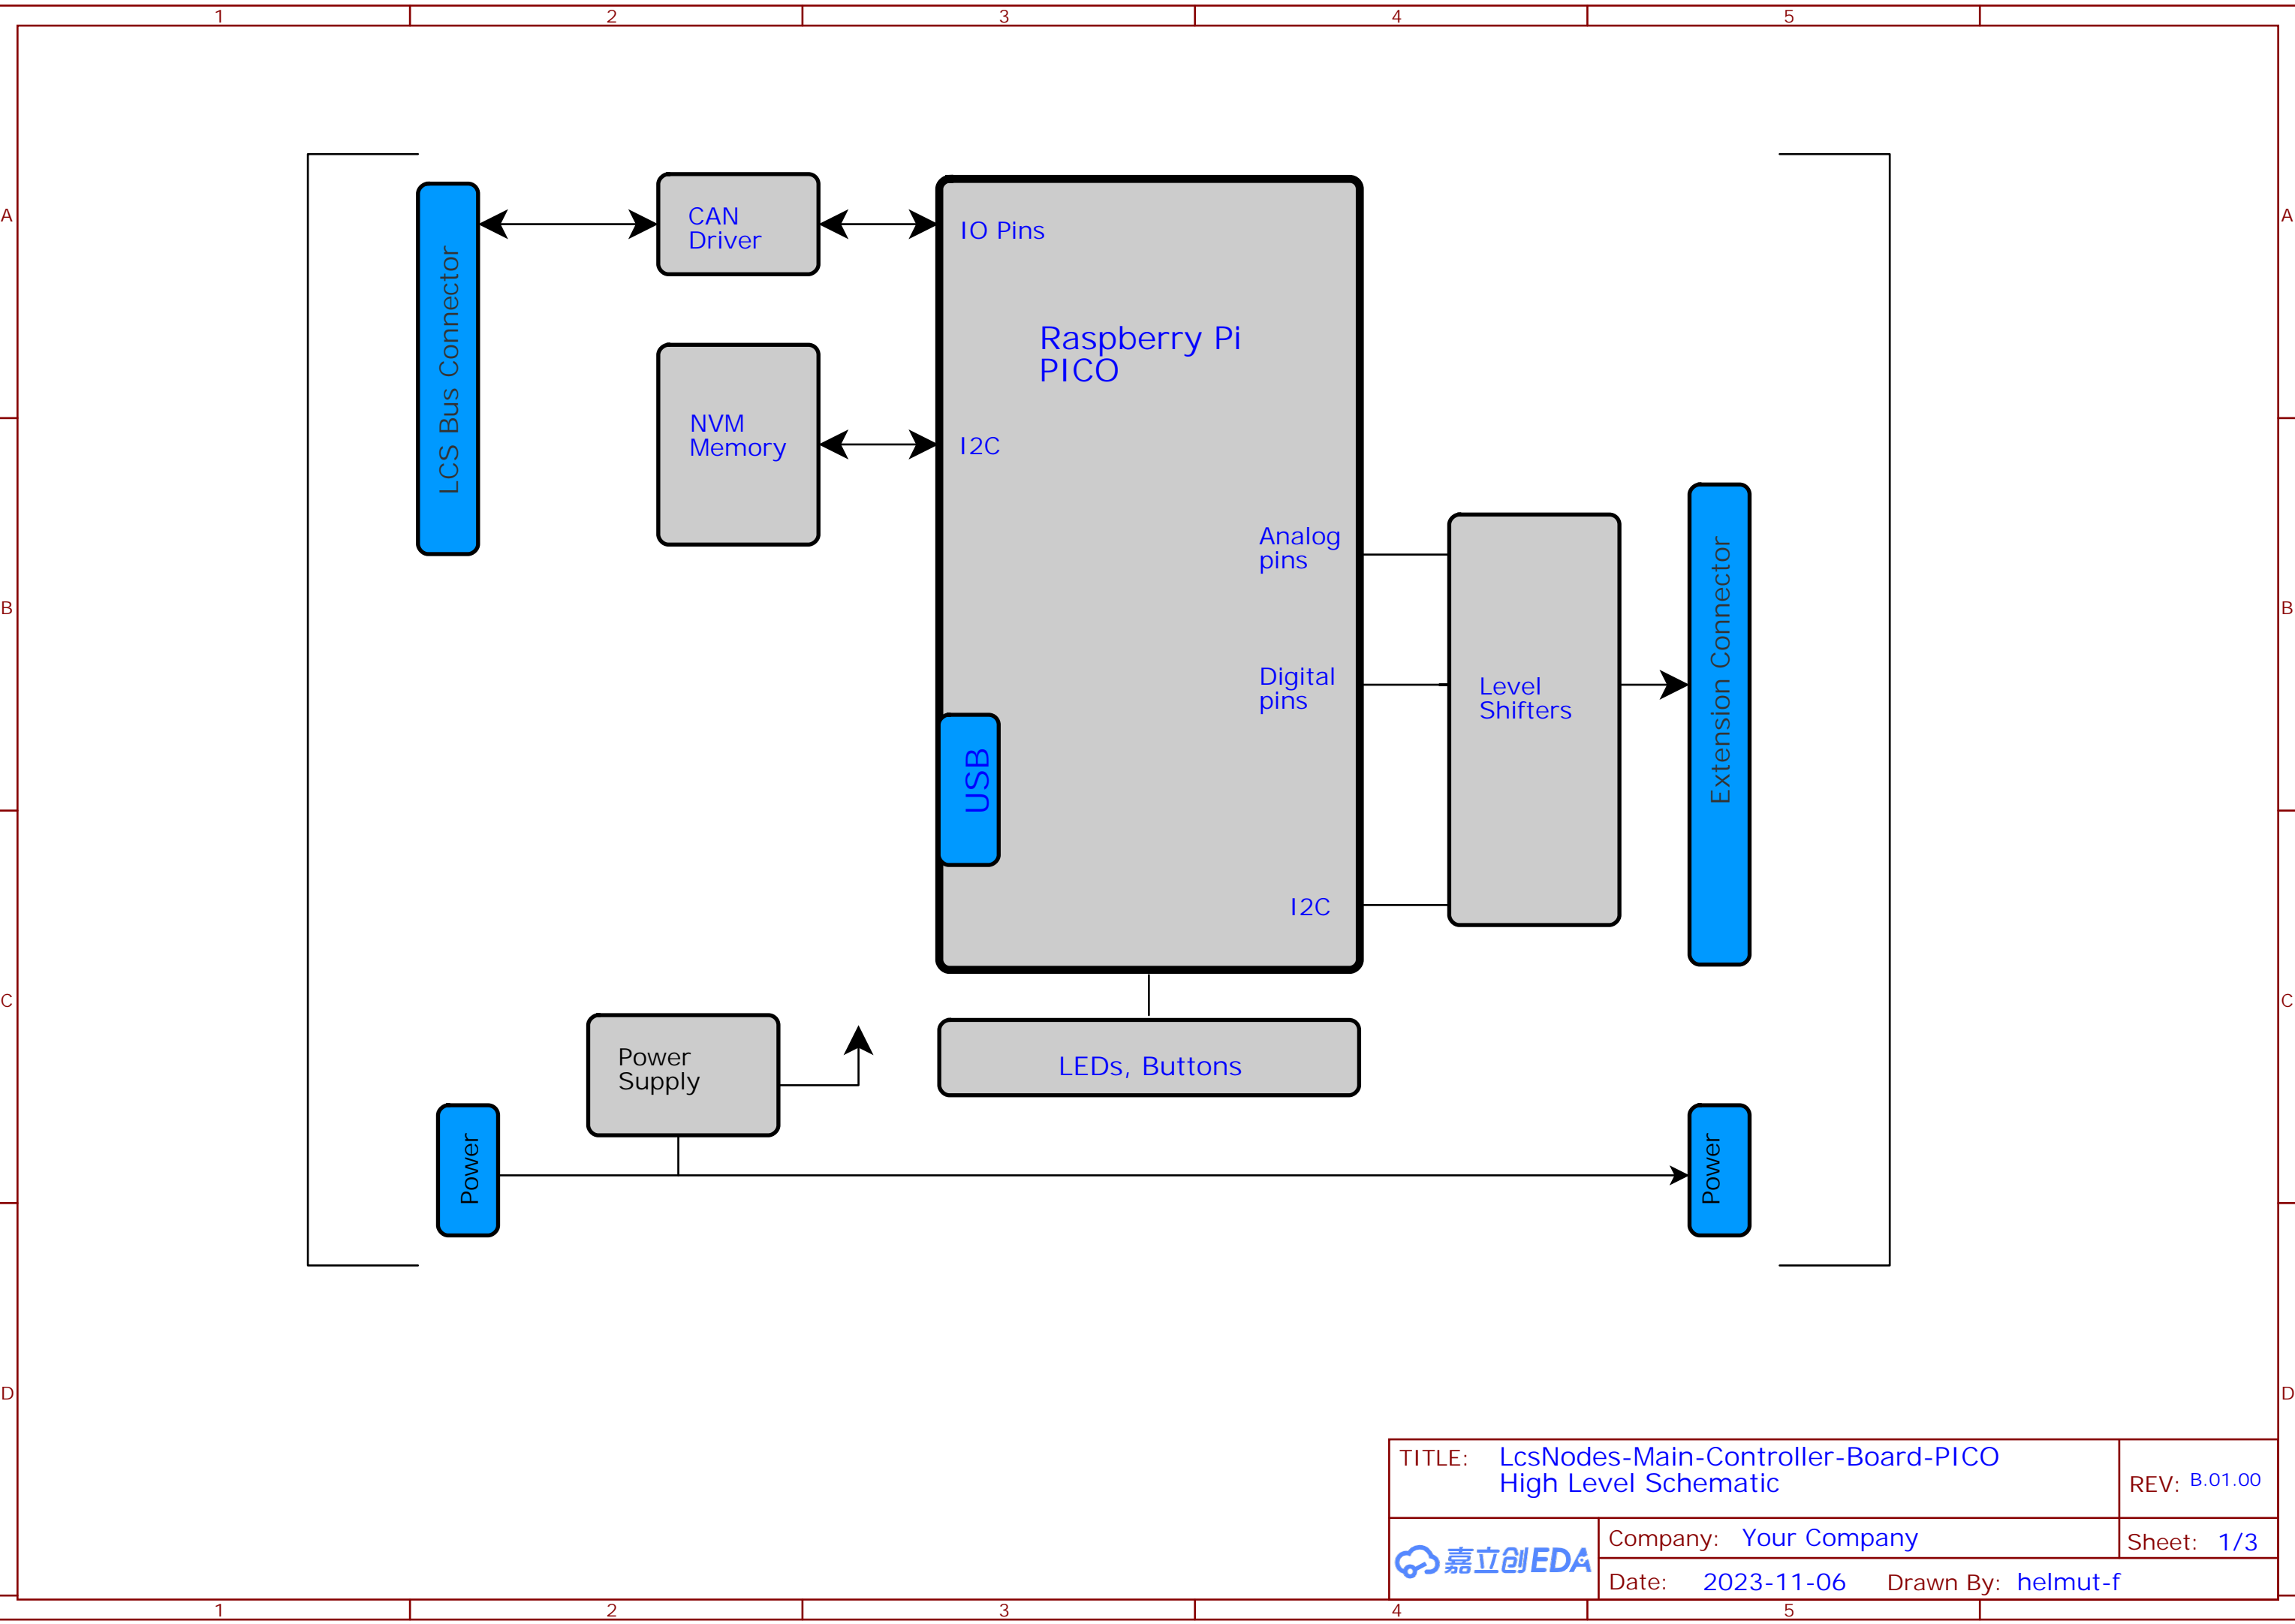 1 2 3 4 5
A A
CAN
Driver
IO Pins
LCS Bus Connector
Raspberry Pi
PICO
NVM
Memory
I2C
Analog
pins
B B
Extension Connector
Digital
pins
Level
Shifters
USB
I2C
C C
Power
Supply
LEDs, Buttons
Power
Power
D D
TITLE: LcsNodes-Main-Controller-Board-PICO
High Level Schematic
REV: B.01.00
嘉立创EDA
Company: Your Company
Sheet: 1/3
Date: 2023-11-06 Drawn By: helmut-f
1 2 3 4 5